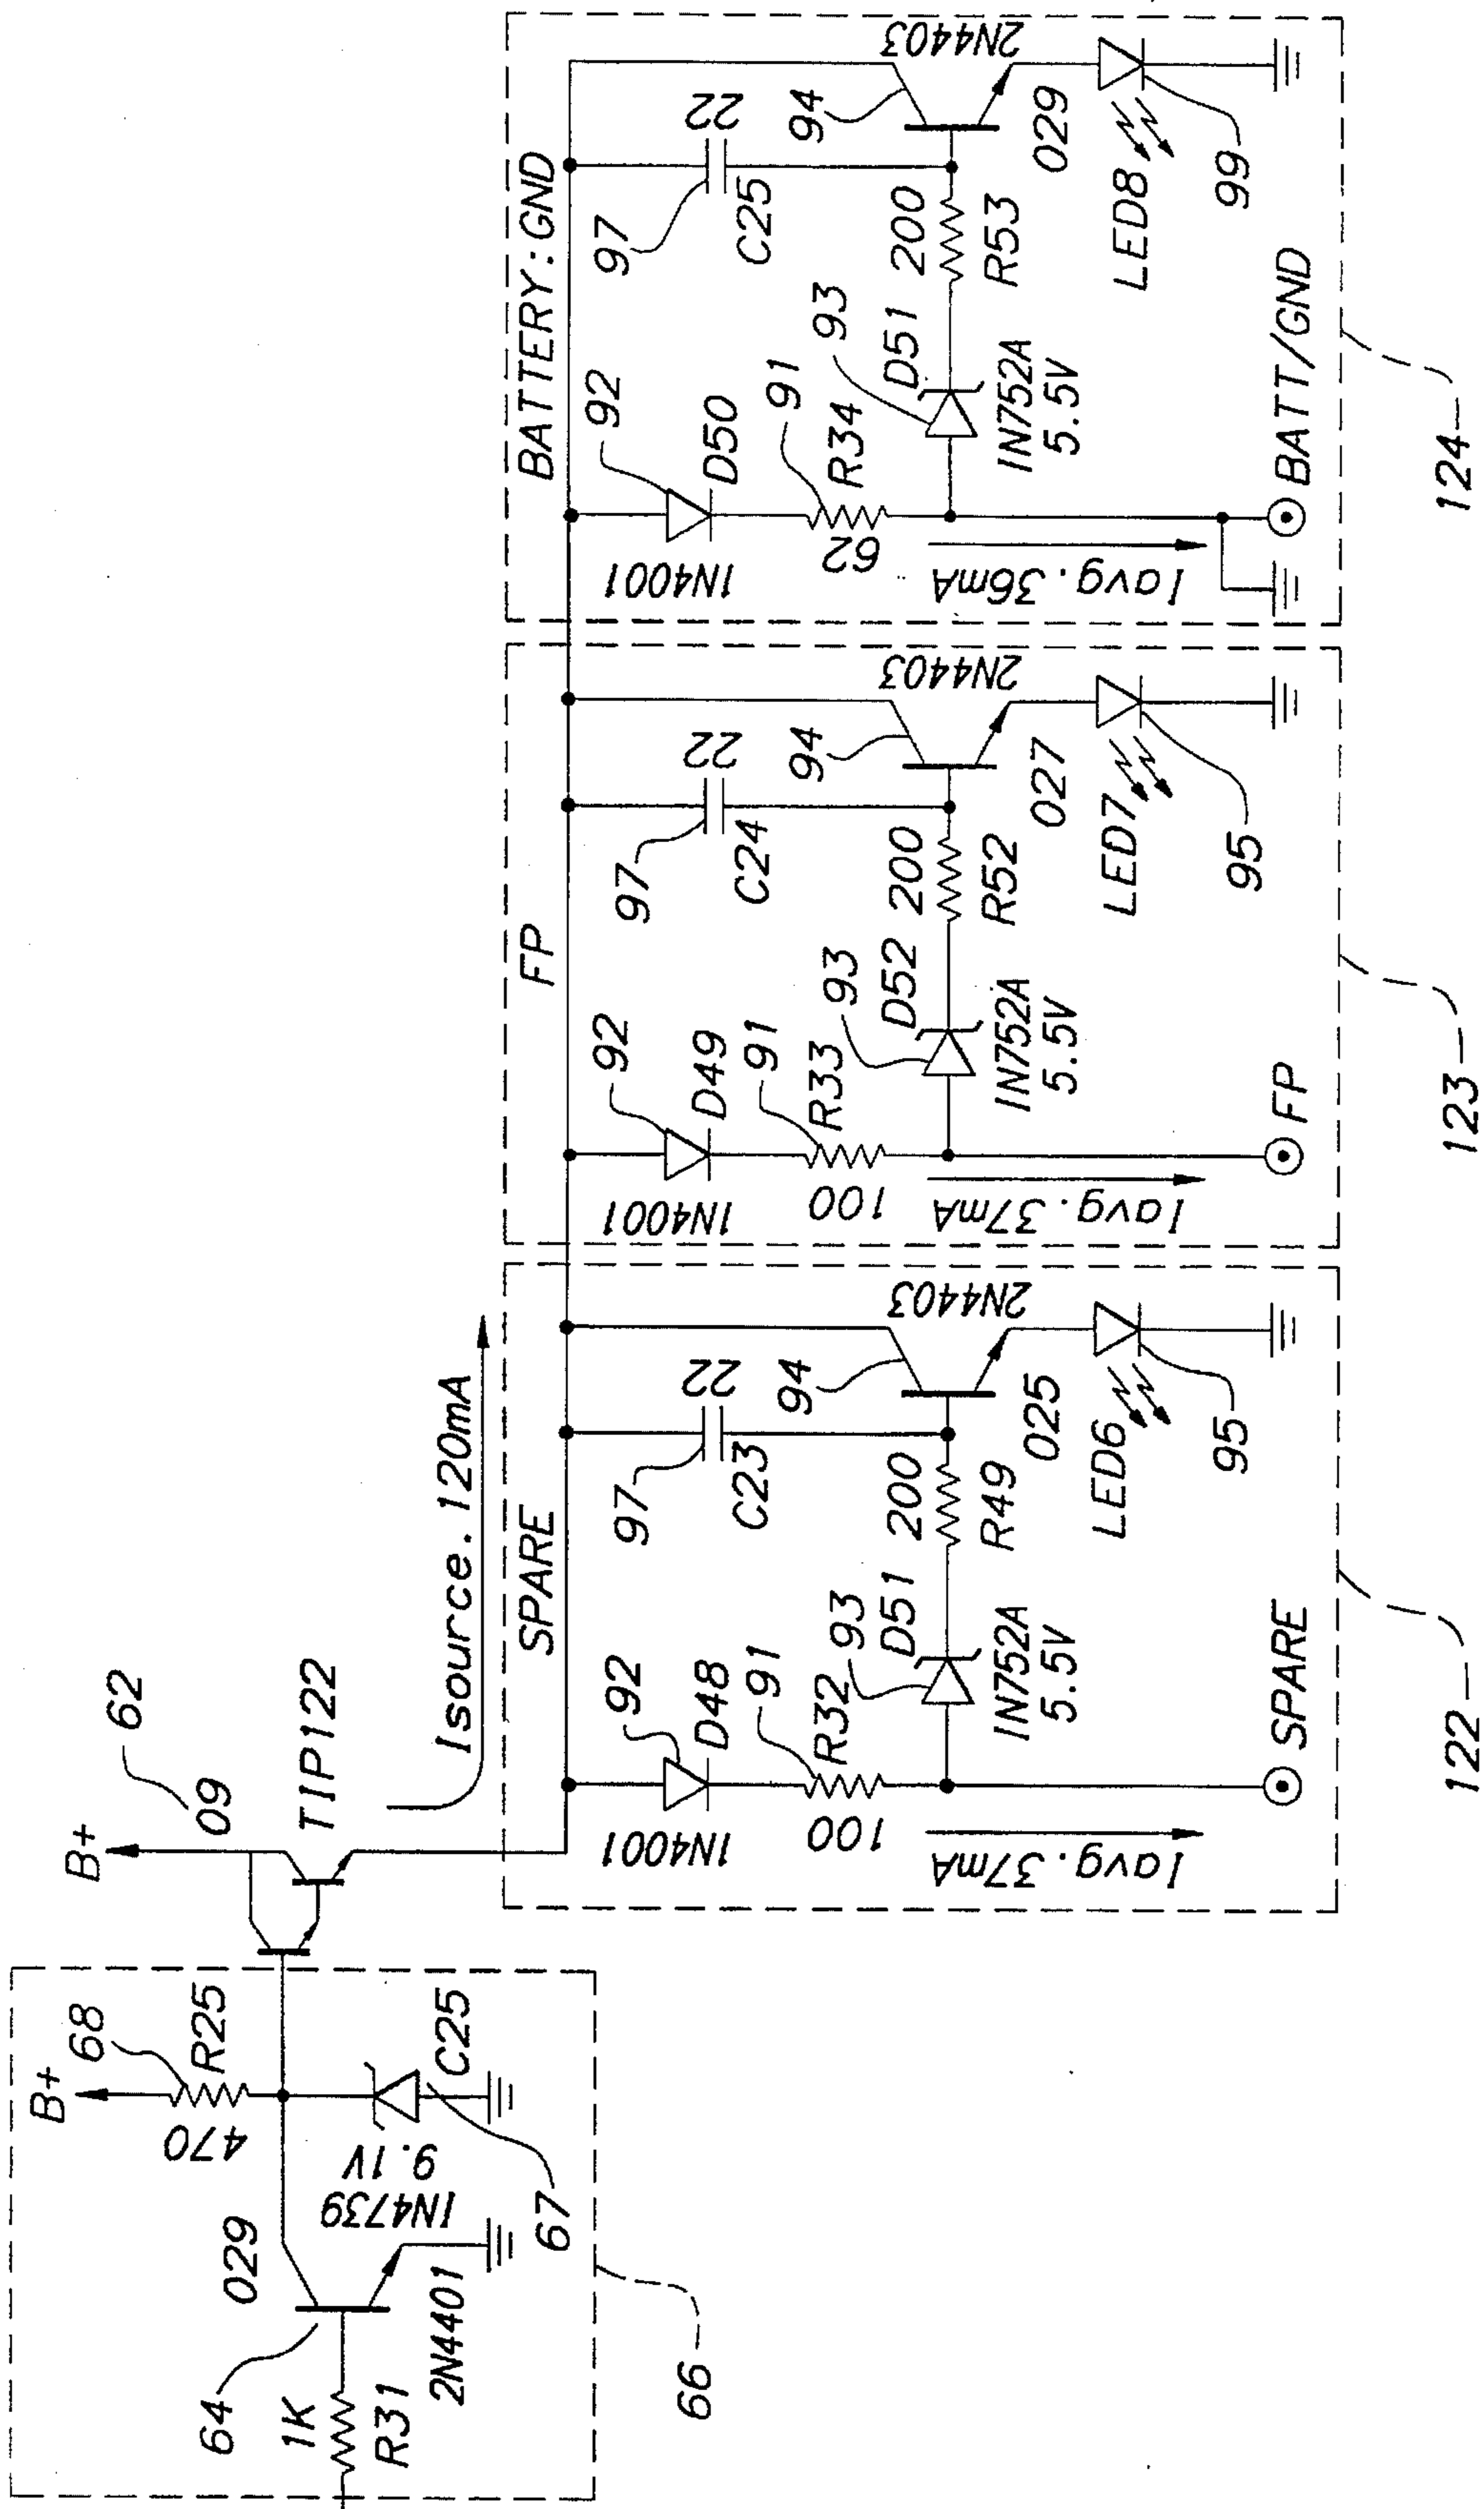 B+
68
470
R25
029
64
1K
R31
2N4401
1N4739
9.1V
C25
67
66
B+
09
62
TIP122
Isource. 120mA
SPARE
92
1N4001
D48
97
22
C23
91
100
R32
93
D51
200
R49
94
2N4403
IN752A
5.5V
025
Iavg. 37mA
LED6
95
SPARE
122
FP
92
1N4001
D49
97
22
C24
91
100
R33
93
D52
200
R52
94
2N4403
IN752A
5.5V
027
Iavg. 37mA
LED7
95
FP
123
BATTERY:GND
92
1N4001
D50
97
22
C25
91
62
R34
93
D51
200
R53
94
2N4403
IN752A
5.5V
029
Iavg. 36mA
LED8
99
BATT/GND
124